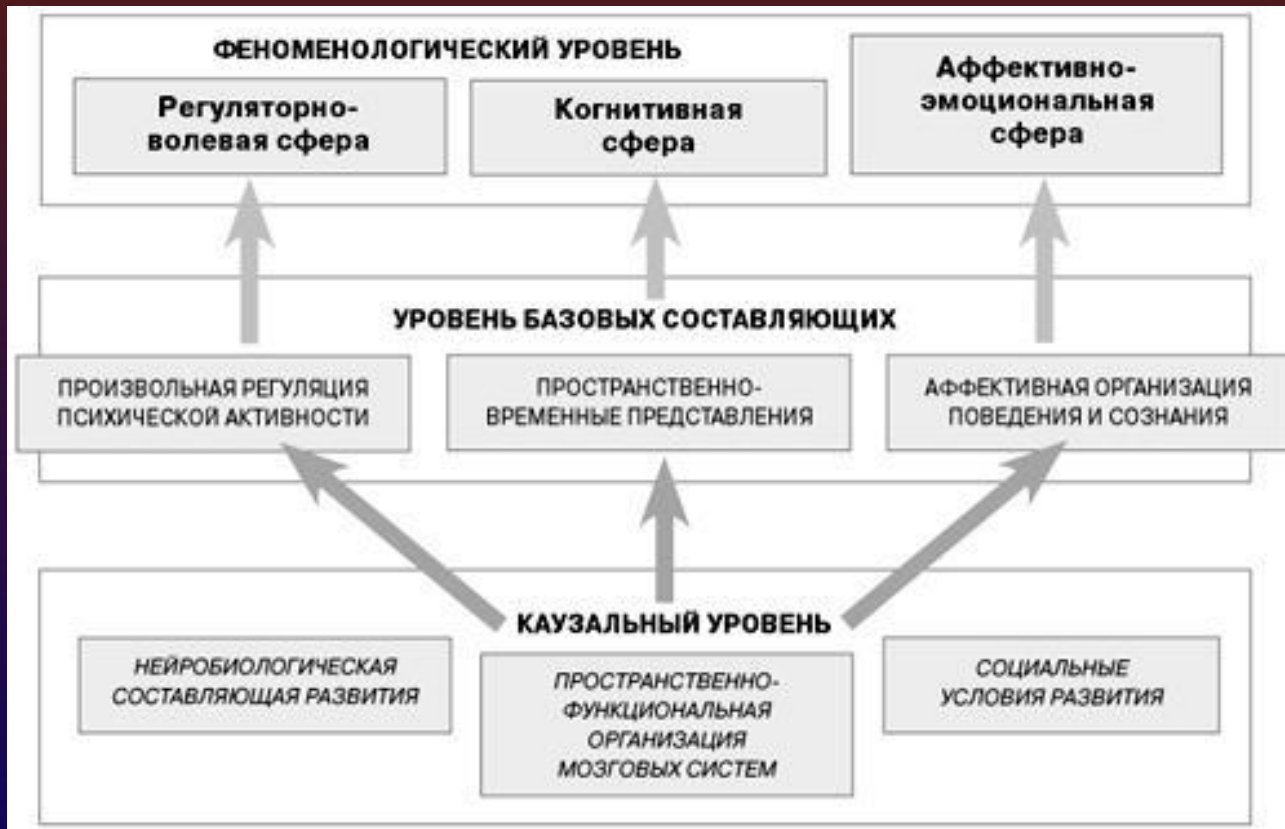 ФЕНОМЕНОЛОГИЧЕСКИЙ УРОВЕНЬ
Регуляторно-
волевая сфера
Когнитивная
сфера
Аффективно-
эмоциональная
сфера
УРОВЕНЬ БАЗОВЫХ СОСТАВЛЯЮЩИХ
ПРОИЗВОЛЬНАЯ РЕГУЛЯЦИЯ
ПСИХИЧЕСКОЙ АКТИВНОСТИ
ПРОСТРАНСТВЕННО-
ВРЕМЕННЫЕ ПРЕДСТАВЛЕНИЯ
АФФЕКТИВНАЯ ОРГАНИЗАЦИЯ
ПОВЕДЕНИЯ И СОЗНАНИЯ
КАУЗАЛЬНЫЙ УРОВЕНЬ
НЕЙРОБИОЛОГИЧЕСКАЯ
СОСТАВЛЯЮЩАЯ РАЗВИТИЯ
ПРОСТРАНСТВЕННО-
ФУНКЦИОНАЛЬНАЯ
ОРГАНИЗАЦИЯ
МОЗГОВЫХ СИСТЕМ
СОЦИАЛЬНЫЕ
УСЛОВИЯ РАЗВИТИЯ